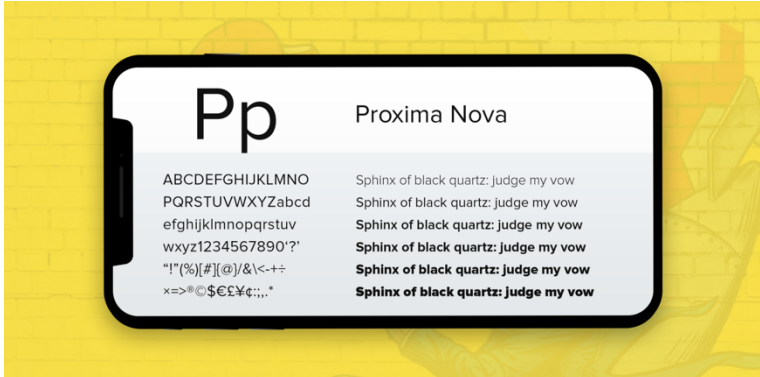 Pp
Proxima Nova
ABCDEFGHIJKLMNO
PQRSTUVWXYZabcd
efghijklmnopqrstuv
wxyz1234567890‘?’
“!”(%)[#]{@}/&\<-+÷
×=>®©$€£¥¢:;,.*
Sphinx of black quartz: judge my vow
Sphinx of black quartz: judge my vow
Sphinx of black quartz: judge my vow
Sphinx of black quartz: judge my vow
Sphinx of black quartz: judge my vow
Sphinx of black quartz: judge my vow